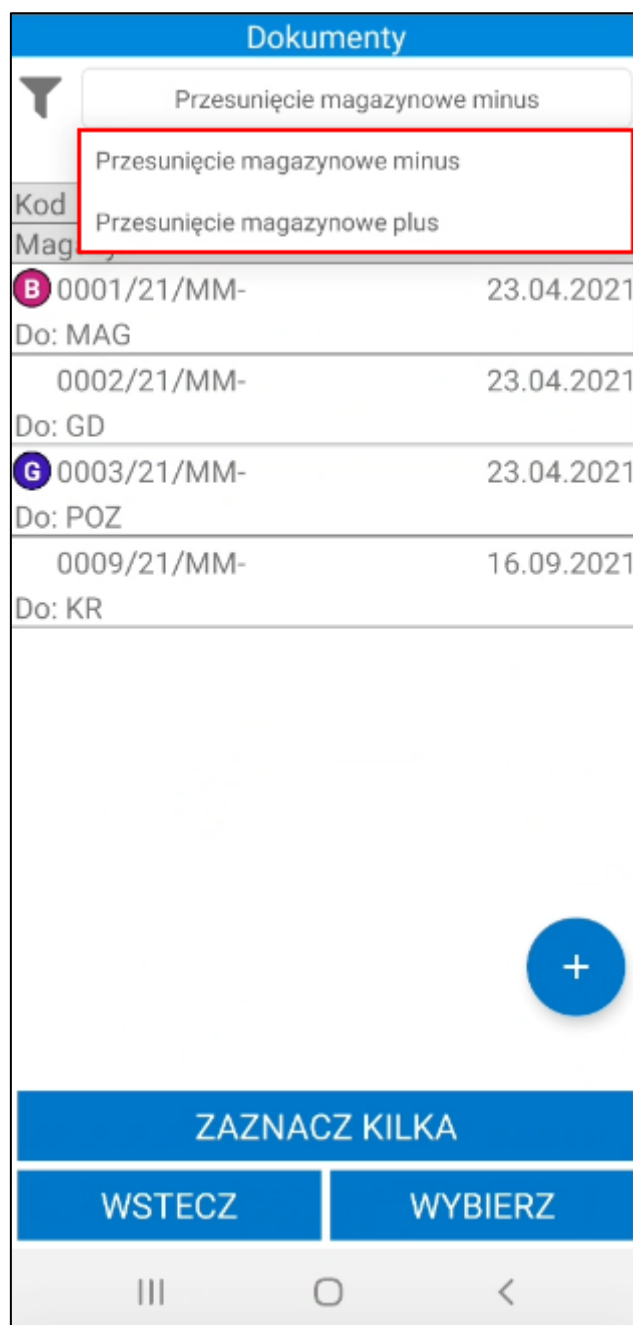 Dokumenty
Przesunięcie magazynowe minus
Przesunięcie magazynowe minus
Przesunięcie magazynowe plus
Kod
B 0001/21/MM- 23.04.2021
Do: MAG
0002/21/MM- 23.04.2021
Do: GD
G 0003/21/MM- 23.04.2021
Do: POZ
0009/21/MM- 16.09.2021
Do: KR
+
ZAZNACZ KILKA
WSTECZ WYBIERZ